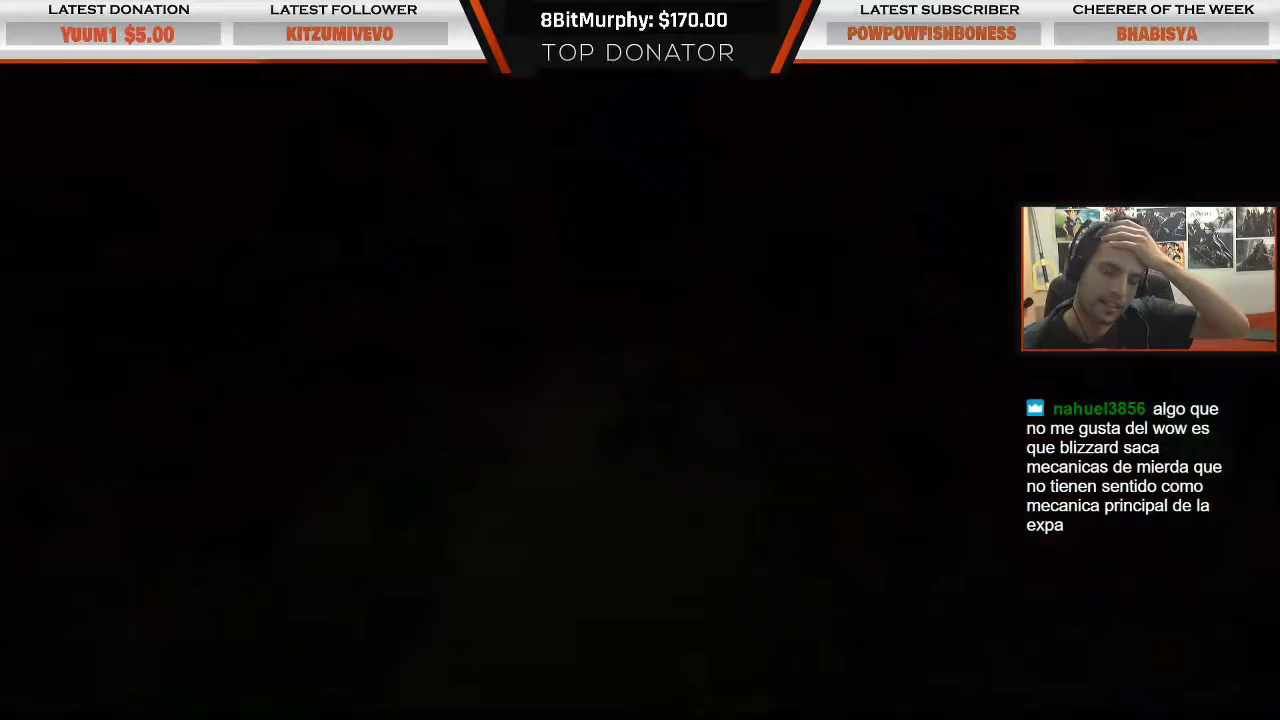 LATEST DONATION
YUUM1 $5.00
LATEST FOLLOWER
KITZUMIVEVO
8BitMurphy: $170.00
TOP DONATOR
LATEST SUBSCRIBER
POWPOWFISHBONESS
CHEERER OF THE WEEK
BHABISYA
nahuel3856 algo que
no me gusta del wow es
que blizzard saca
mecanicas de mierda que
no tienen sentido como
mecanica principal de la
expa